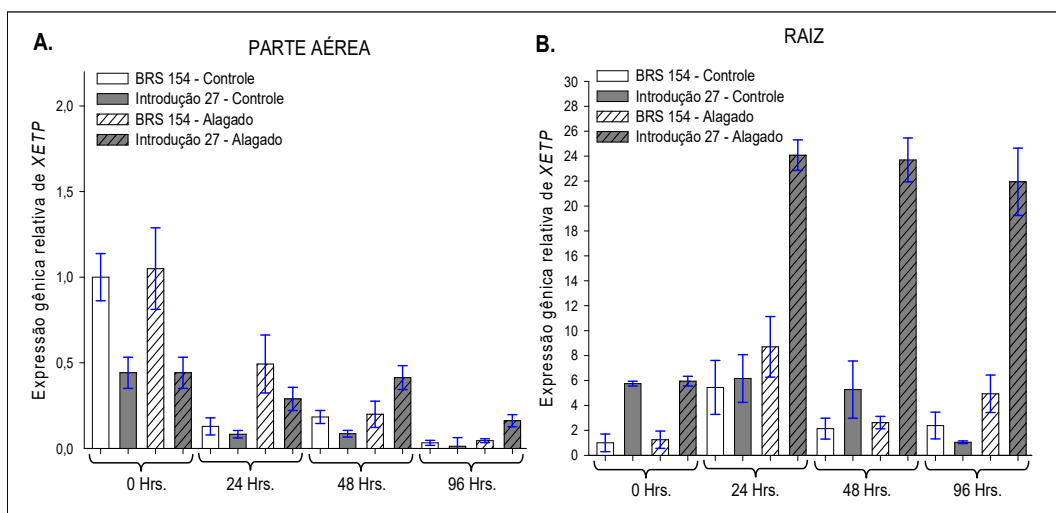 A.
PARTE AÉREA
BRS 154 - Controle
Introdução 27 - Controle
BRS 154 - Alagado
Introdução 27 - Alagado
Expressão gênica relativa de XETP
2,0
1,5
1,0
0,5
0,0
0 Hrs.
24 Hrs.
48 Hrs.
96 Hrs.
B.
RAIZ
BRS 154 - Controle
Introdução 27 - Controle
BRS 154 - Alagado
Introdução 27 - Alagado
Expressão gênica relativa de XETP
30
28
26
24
22
20
18
16
14
12
10
8
6
4
2
0
0 Hrs.
24 Hrs.
48 Hrs.
96 Hrs.